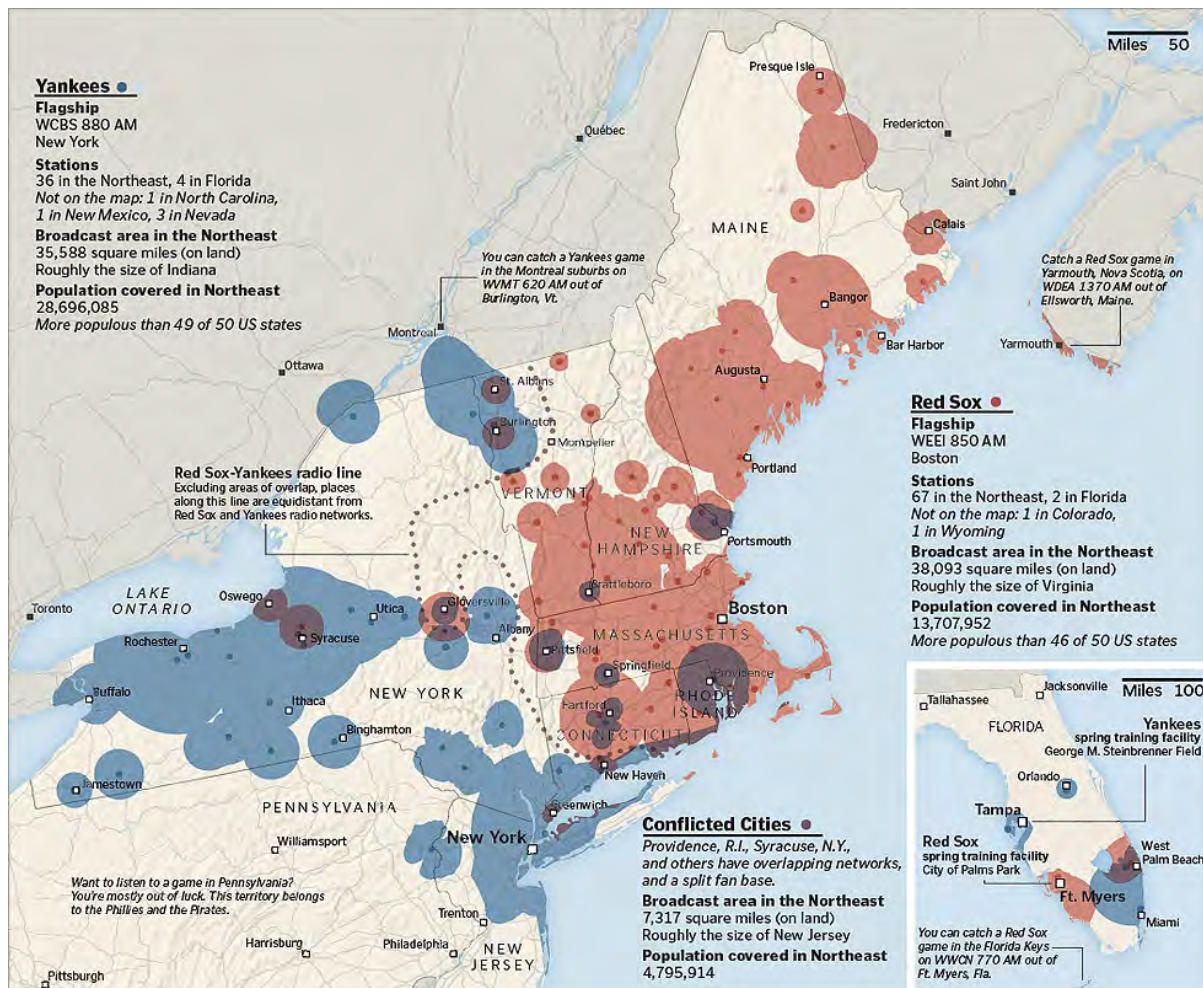 Miles 50
Yankees
Flagship
WCBS 880 AM
New York
Stations
36 in the Northeast, 4 in Florida
Not on the map: 1 in North Carolina,
1 in New Mexico, 3 in Nevada
Broadcast area in the Northeast
35,588 square miles (on land)
Roughly the size of Indiana
Population covered in Northeast
28,696,085
More populous than 49 of 50 US states
Presque Isle
Québec
Fredericton
Saint John
MAINE
Calais
You can catch a Yankees game
in the Montreal suburbs on
WVMT 620 AM out of
Burlington, Vt.
Catch a Red Sox game in
Yarmouth, Nova Scotia, on
WDEA 1370 AM out of
Ellsworth, Maine.
Bangor
Montreal
Bar Harbor
Yarmouth
Ottawa
Augusta
St. Albans
Burlington
Montpelier
Portland
Red Sox
Flagship
WEEI 850 AM
Boston
Stations
67 in the Northeast, 2 in Florida
Not on the map: 1 in Colorado,
1 in Wyoming
Broadcast area in the Northeast
38,093 square miles (on land)
Roughly the size of Virginia
Population covered in Northeast
13,707,952
More populous than 46 of 50 US states
Red Sox-Yankees radio line
Excluding areas of overlap, places
along this line are equidistant from
Red Sox and Yankees radio networks.
VERMONT
NEW
HAMPSHIRE
Portsmouth
LAKE
ONTARIO
Brattleboro
Oswego
Toronto
Utica
Gloversville
Boston
Rochester
Syracuse
Albany
MASSACHUSETTS
Pittsfield
Springfield
Providence
Buffalo
NEW YORK
Ithaca
Hartford
RHODE
ISLAND
Binghamton
CONNECTICUT
Jamestown
New Haven
PENNSYLVANIA
Greenwich
Williamsport
New York
Want to listen to a game in Pennsylvania?
You're mostly out of luck. This territory belongs
to the Phillies and the Pirates.
Trenton
Harrisburg
Philadelphia
NEW
JERSEY
Pittsburgh
Conflicted Cities
Providence, R.I., Syracuse, N.Y.,
and others have overlapping networks,
and a split fan base.
Broadcast area in the Northeast
7,317 square miles (on land)
Roughly the size of New Jersey
Population covered in Northeast
4,795,914
Tallahassee
Jacksonville
Miles 100
FLORIDA
Yankees
spring training facility
George M. Steinbrenner Field
Orlando
Tampa
Red Sox
spring training facility
City of Palms Park
West
Palm Beach
Ft. Myers
Miami
You can catch a Red Sox
game in the Florida Keys
on WWCN 770 AM out of
Ft. Myers, Fla.